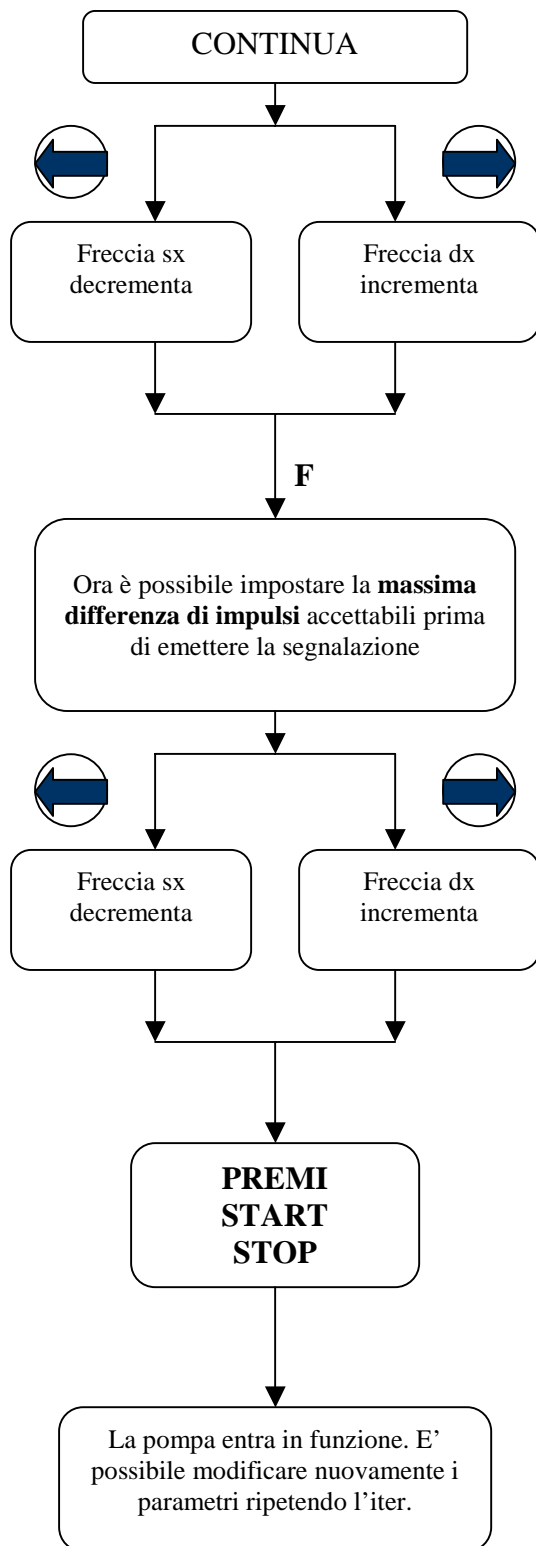 CONTINUA
Freccia sx
decrementa
Freccia dx
incrementa
F
Ora è possibile impostare la massima
differenza di impulsi accettabili prima
di emettere la segnalazione
Freccia sx
decrementa
Freccia dx
incrementa
PREMI
START
STOP
La pompa entra in funzione. E’
possibile modificare nuovamente i
parametri ripetendo l’iter.